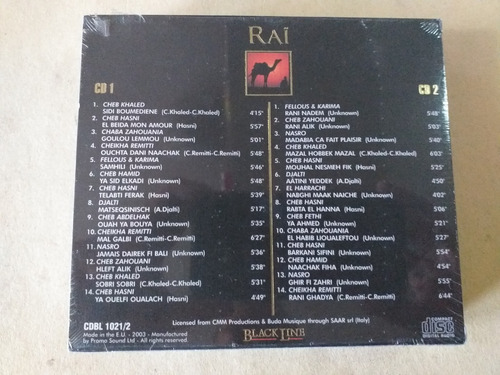 RAÏ
CD 1
1. CHEB KHALED
SIDI BOUMEDIENE (C.Khaled-C.Khaled) 4'15"
2. CHEB HASNI
EL BEIDA MON AMOUR (Hasni) 5'57"
3. CHABA ZAHOUANIA
GOULOU LEMMOU (Unknown) 5'01"
4. CHEIKHA REMITTI
OUCHTA DANI NAACHAK (C.Remitti-C.Remitti) 5'48"
5. FELLOUS & KARIMA
SAMHILI (Unknown) 5'44"
6. CHEB HAMID
YA SID ELKADI (Unknown) 5'28"
7. CHEB HASNI
TELABTI FERAK (Hasni) 5'39"
8. DJALTI
MATSEQSINISCH (A.Djalti) 5'17"
9. CHEB ABDELHAK
OUAH YA BOUYA (Unknown) 5'35"
10. CHEIKHA REMITTI
MAL GALBI (C.Remitti-C.Remitti) 6'27"
11. NASRO
JAMAIS DAIREK FI BALI (Unknown) 5'36"
12. CHEB ZAHOUANI
HLEFT ALIK (Unknown) 5'38"
13. CHEB KHALED
SOBRI SOBRI (C.Khaled-C.Khaled) 5'31"
14. CHEB HASNI
YA OUELFI OUALACH (Hasni) 4'49"
CD 2
1. FELLOUS & KARIMA
RANI NADEM (Unknown) 5'48"
2. CHEB ZAHOUANI
RANI ALIK (Unknown) 5'03"
3. NASRO
MADABIA CA FAIT PLAISIR (Unknown) 5'40"
4. CHEB KHALED
MAZAL HOBBEK MAZAL (C.Khaled-C.Khaled) 6'03"
5. CHEB HASNI
MOUHAL NESMEH FIK (Hasni) 5'25"
6. DJALTI
AÂTINI YEDDEK (A.Djalti) 4'50"
7. EL HARRACHI
NABGHI MAAK NAICHE (Unknown) 5'02"
8. CHEB HASNI
RABTA EL HANNA (Hasni) 5'06"
9. CHEB FETHI
YA AHMED (Unknown) 5'21"
10. CHABA ZAHOUANIA
EL HABIB LIQUALEFTOU (Unknown) 5'27"
11. CHEB HASNI
BARKANI SIFINI (Unknown) 5'54"
12. CHEB HAMID
NAACHAK FIHA (Unknown) 4'54"
13. NASRO
GHIR FI ZAHRI (Unknown) 5'55"
14. CHEIKHA REMITTI
RANI GHADYA (C.Remitti-C.Remitti) 6'44"
CDBL 1021/2
Licensed from CMM Productions & Buda Musique through SAAR srl (Italy)
Made in the E.U. - 2003 - Manufactured
by Promo Sound Ltd - All rights reserved.
BLACK LINE
COMPACT
disc
DIGITAL AUDIO